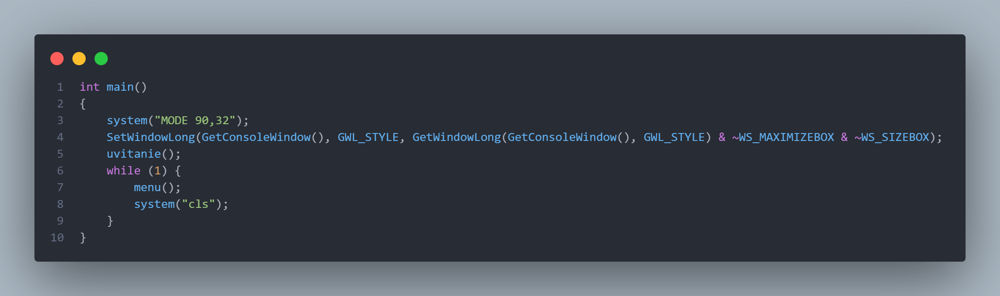 1 int main()
2 {
3     system("MODE 90,32");
4     SetWindowLong(GetConsoleWindow(), GWL_STYLE, GetWindowLong(GetConsoleWindow(), GWL_STYLE) & ~WS_MAXIMIZEBOX & ~WS_SIZEBOX);
5     uvitanie();
6     while (1) {
7         menu();
8         system("cls");
9     }
10 }